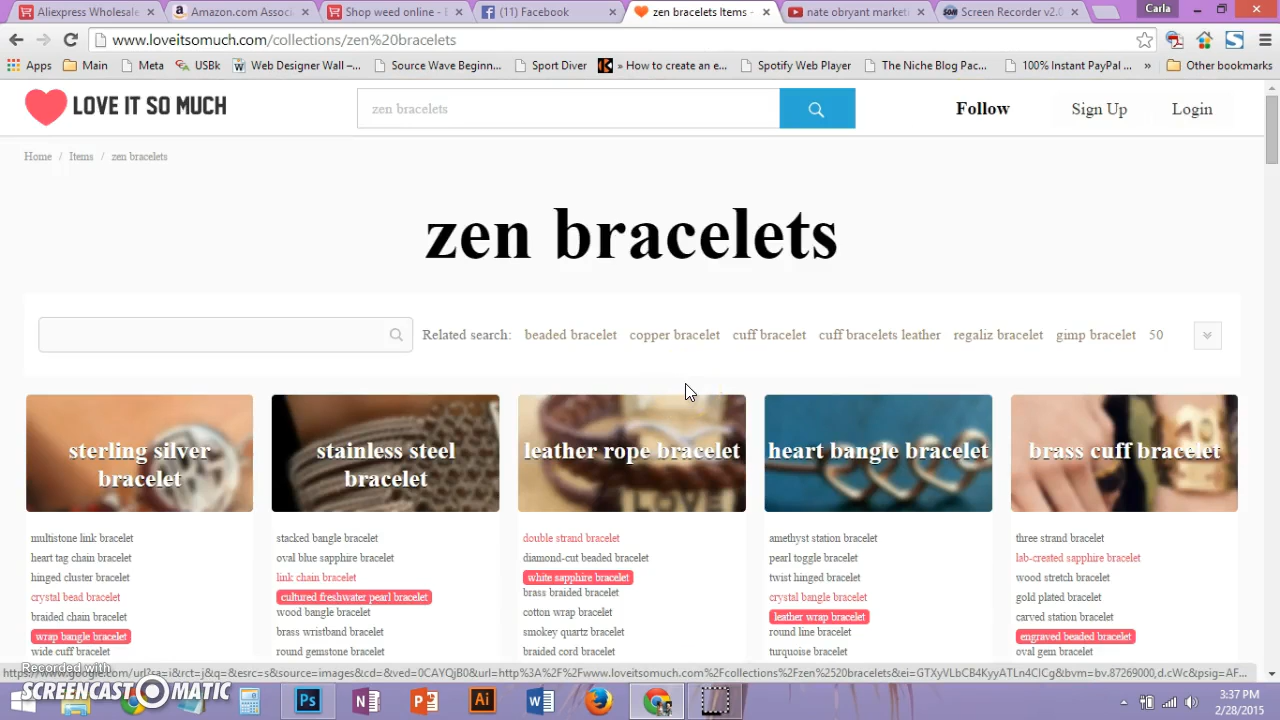 Aliexpress Wholesale
Amazon.com Assoc
Shop weed online - E
(11) Facebook
zen bracelets Items -
nate obryant market
Screen Recorder v2.0
Carla
www.loveitsomuch.com/collections/zen%20bracelets
Apps
Main
Meta
USBk
Web Designer Wall –...
Source Wave Beginn...
Sport Diver
» How to create an e...
Spotify Web Player
The Niche Blog Pac...
100% Instant PayPal ...
»
Other bookmarks
LOVE IT SO MUCH
zen bracelets
Follow
Sign Up
Login
Home / Items / zen bracelets
zen bracelets
Related search: beaded bracelet copper bracelet cuff bracelet cuff bracelets leather regaliz bracelet gimp bracelet 50
sterling silver
bracelet
multistone link bracelet
heart tag chain bracelet
hinged cluster bracelet
crystal bead bracelet
braided chain bracelet
wrap bangle bracelet
wide cuff bracelet
stainless steel
bracelet
stacked bangle bracelet
oval blue sapphire bracelet
link chain bracelet
cultured freshwater pearl bracelet
wood bangle bracelet
brass wristband bracelet
round gemstone bracelet
leather rope bracelet
LOVE
double strand bracelet
diamond-cut beaded bracelet
white sapphire bracelet
brass braided bracelet
cotton wrap bracelet
smokey quartz bracelet
braided cord bracelet
heart bangle bracelet
amethyst station bracelet
pearl toggle bracelet
twist hinged bracelet
crystal bangle bracelet
leather wrap bracelet
round line bracelet
turquoise bracelet
brass cuff bracelet
three strand bracelet
lab-created sapphire bracelet
wood stretch bracelet
gold plated bracelet
carved station bracelet
engraved beaded bracelet
oval gem bracelet
Recorded with
SCREENCAST MATIC
3:37 PM
2/28/2015